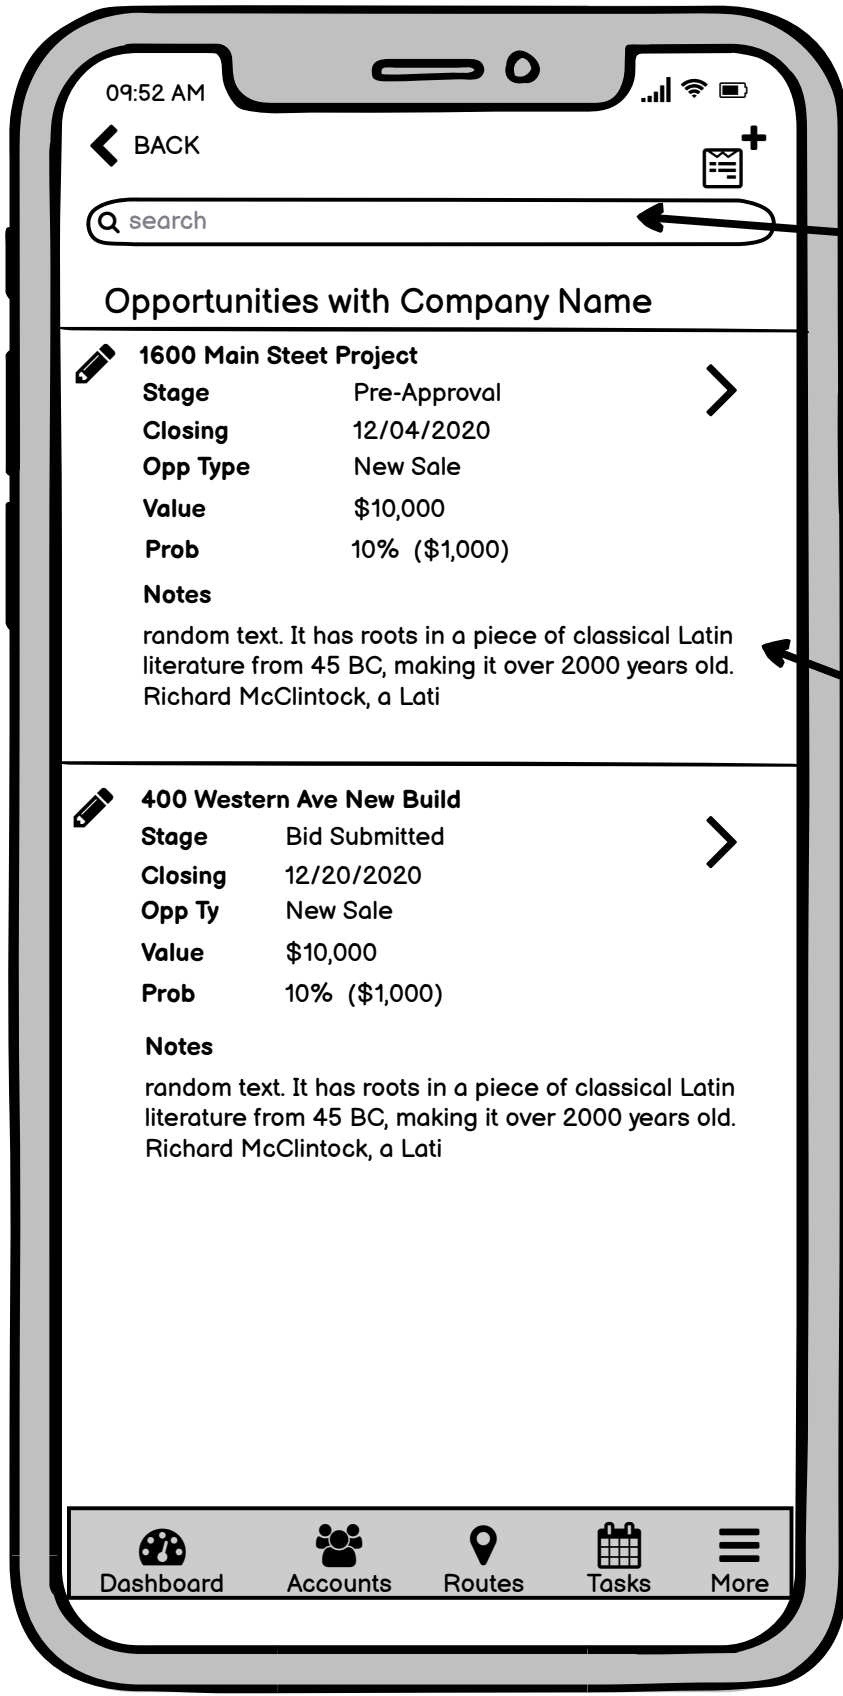 09:52 AM
BACK
search
Opportunities with Company Name
1600 Main Steet Project
Stage Pre-Approval
Closing 12/04/2020
Opp Type New Sale
Value $10,000
Prob 10% ($1,000)
Notes
random text. It has roots in a piece of classical Latin
literature from 45 BC, making it over 2000 years old.
Richard McClintock, a Lati
400 Western Ave New Build
Stage Bid Submitted
Closing 12/20/2020
Opp Ty New Sale
Value $10,000
Prob 10% ($1,000)
Notes
random text. It has roots in a piece of classical Latin
literature from 45 BC, making it over 2000 years old.
Richard McClintock, a Lati
Dashboard Accounts Routes Tasks More